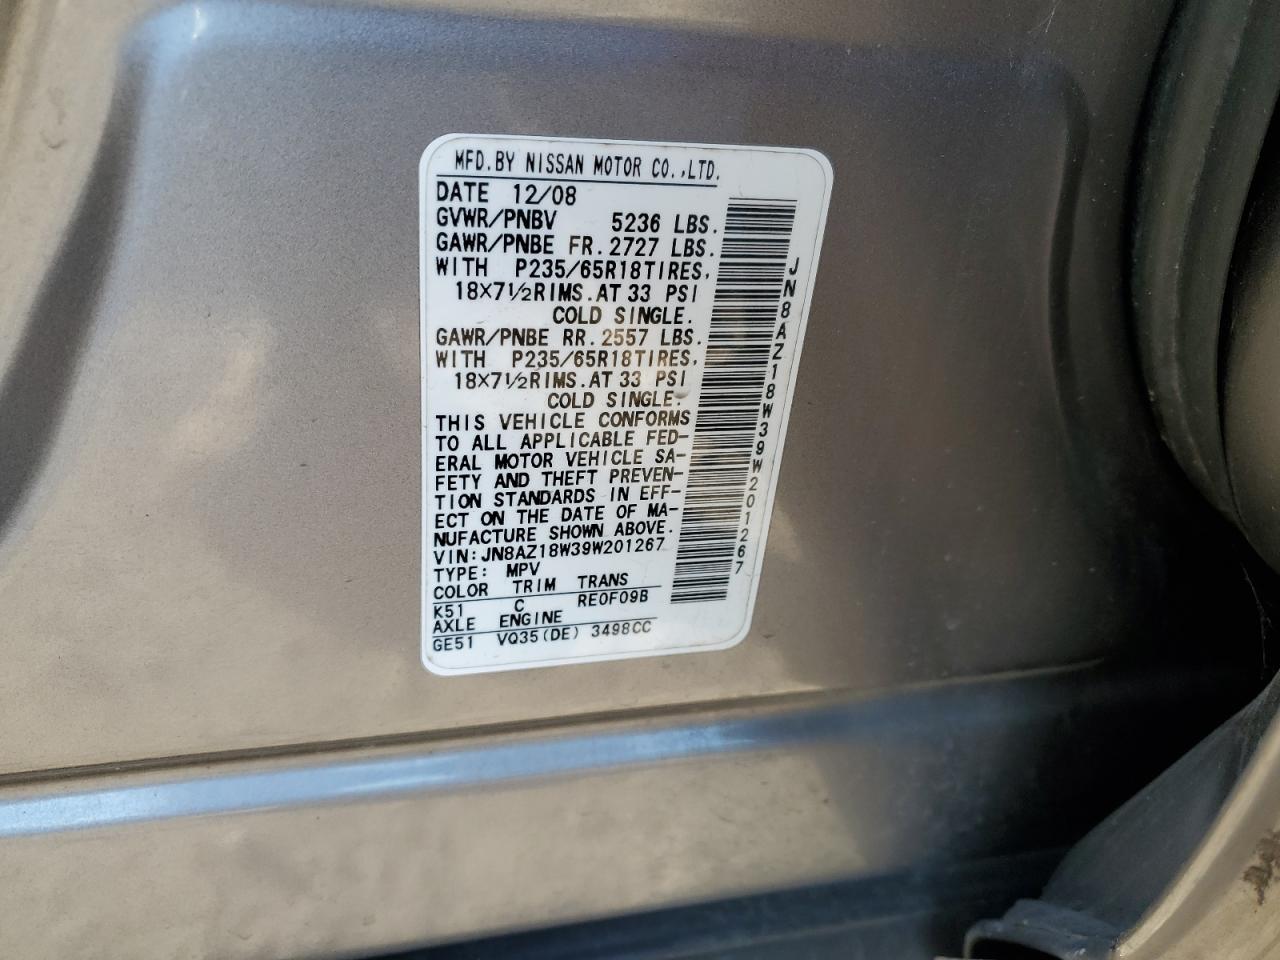 MFD.BY NISSAN MOTOR CO.,LTD.
DATE 12/08
GVWR/PNBV 5236 LBS.
GAWR/PNBE FR. 2727 LBS.
WITH P235/65R18TIRES,
18X7½RIMS.AT 33 PSI
COLD SINGLE.
GAWR/PNBE RR. 2557 LBS.
WITH P235/65R18TIRES,
18X7½RIMS.AT 33 PSI
COLD SINGLE.
THIS VEHICLE CONFORMS
TO ALL APPLICABLE FED-
ERAL MOTOR VEHICLE SA-
FETY AND THEFT PREVEN-
TION STANDARDS IN EFF-
ECT ON THE DATE OF MA-
NUFACTURE SHOWN ABOVE.
VIN:JN8AZ18W39W201267
TYPE: MPV
COLOR TRIM TRANS
K51 C RE0F09B
AXLE ENGINE
GE51 VQ35(DE) 3498CC
JN8AZ18W39W201267